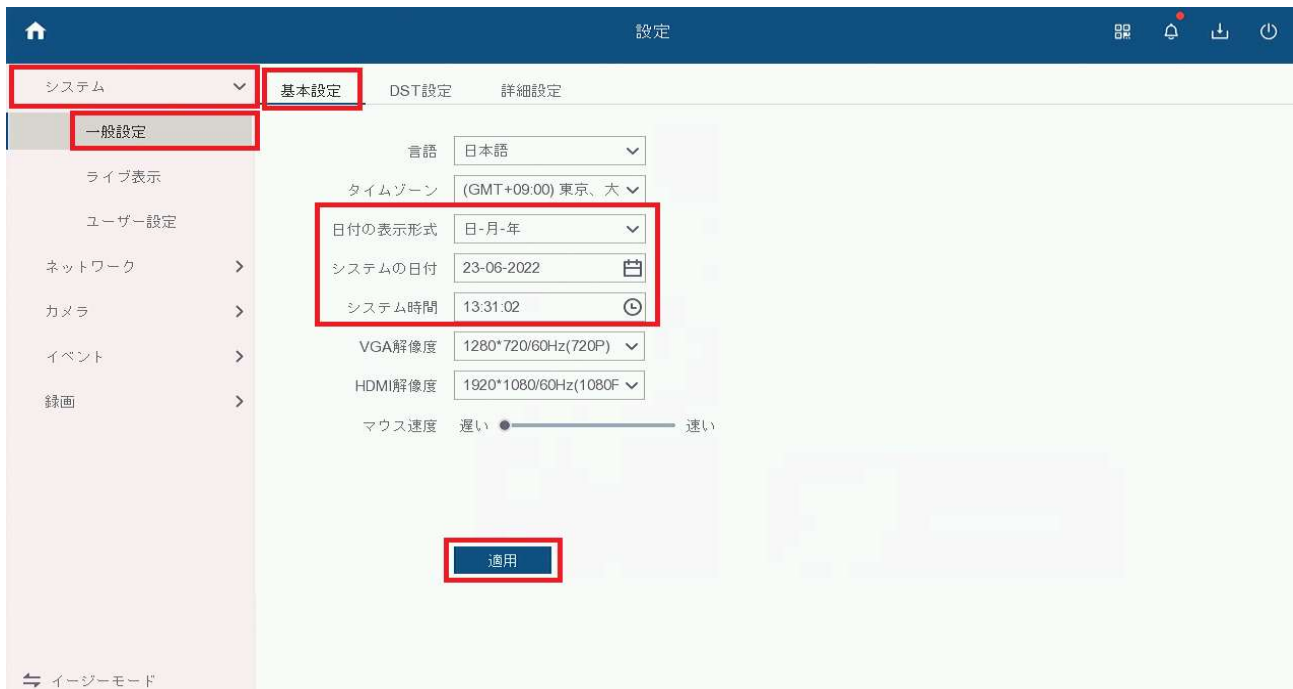 設定
システム
一般設定
ライブ表示
ユーザー設定
ネットワーク
カメラ
イベント
録画
イージーモード
基本設定 DST設定 詳細設定
言語 日本語
タイムゾーン (GMT+09:00) 東京、大
日付の表示形式 日-月-年
システムの日付 23-06-2022
システム時間 13:31:02
VGA解像度 1280*720/60Hz(720P)
HDMI解像度 1920*1080/60Hz(1080P
マウス速度 遅い 速い
適用